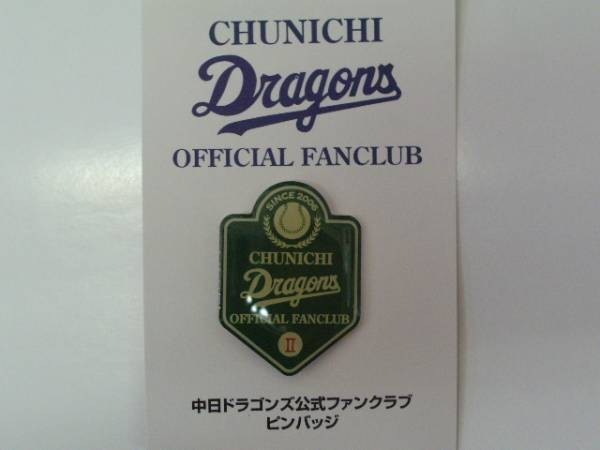 CHUNICHI
Dragons
OFFICIAL FANCLUB
SINCE 2006
CHUNICHI
Dragons
OFFICIAL FANCLUB
II
中日ドラゴンズ公式ファンクラブ
ピンバッジ